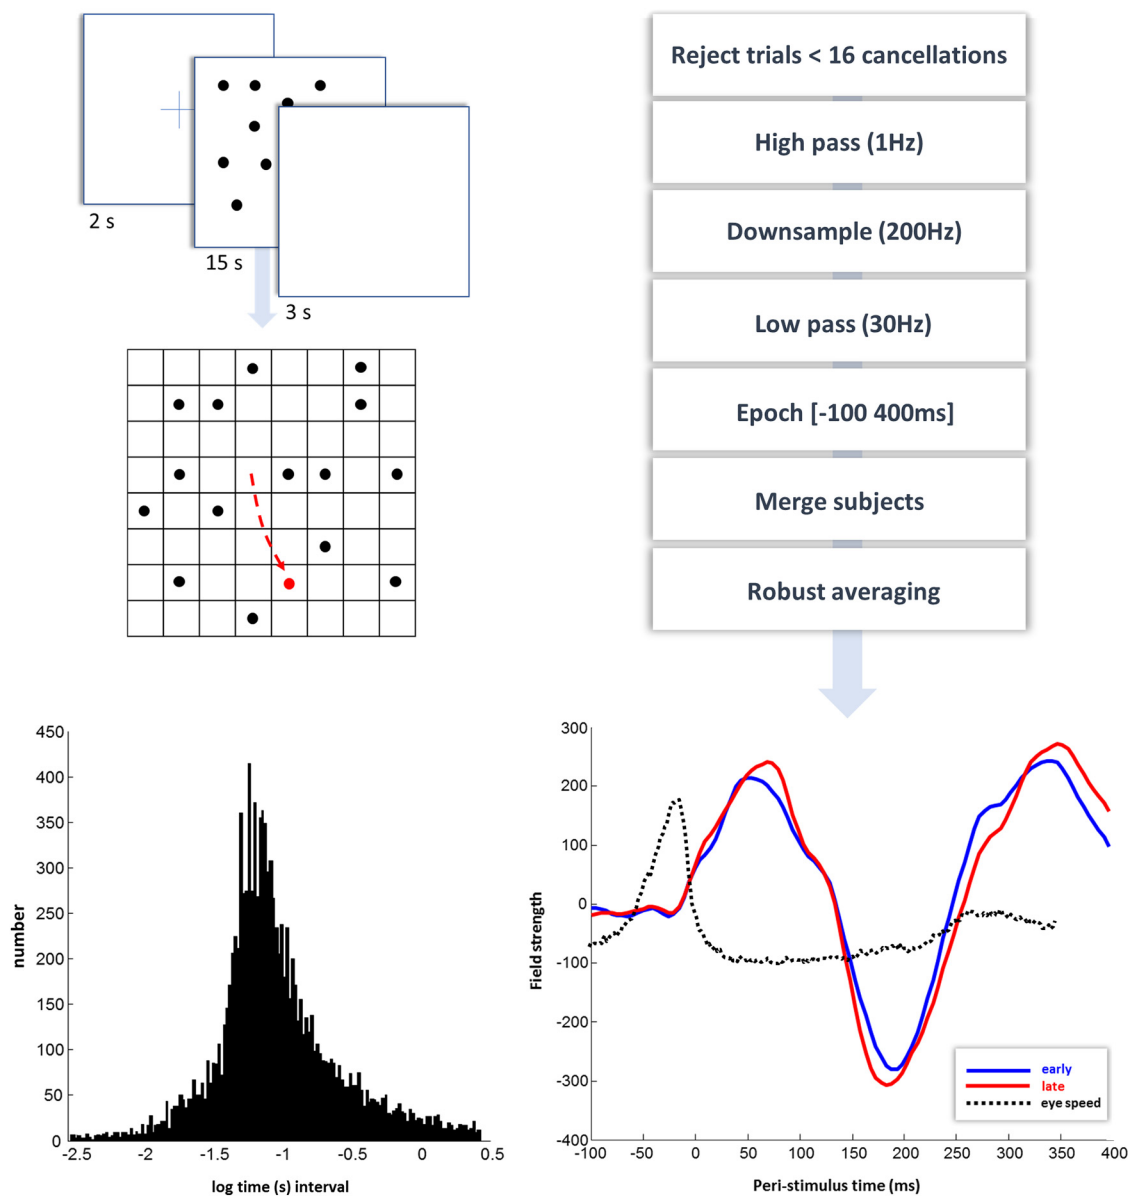 2 s
15 s
3 s
Reject trials < 16 cancellations
High pass (1Hz)
Downsample (200Hz)
Low pass (30Hz)
Epoch [-100 400ms]
Merge subjects
Robust averaging
450
400
350
300
250
200
150
100
50
0
number
-2.5 -2 -1.5 -1 -0.5 0 0.5
log time (s) interval
300
200
100
0
-100
-200
-300
-400
Field strength
early
late
eye speed
-100 -50 0 50 100 150 200 250 300 350 400
Peri-stimulus time (ms)